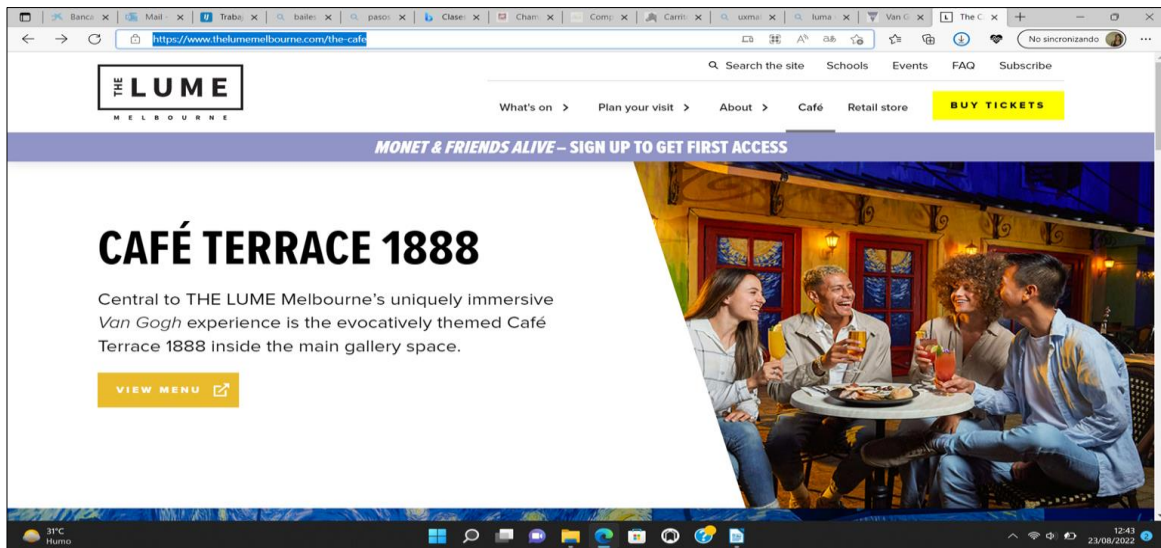 Banca
Mail -
Trabaj
bailes
pasos
Clases
Cham
Comp
Carrit
uxmal
luma
Van G
The C
https://www.thelumemelbourne.com/the-cafe
No sincronizando
Search the site Schools Events FAQ Subscribe
THE LUME
MELBOURNE
What's on > Plan your visit > About > Café Retail store BUY TICKETS
MONET & FRIENDS ALIVE – SIGN UP TO GET FIRST ACCESS
CAFÉ TERRACE 1888
Central to THE LUME Melbourne's uniquely immersive
Van Gogh experience is the evocatively themed Café
Terrace 1888 inside the main gallery space.
VIEW MENU
31°C
Humo
12:43
23/08/2022